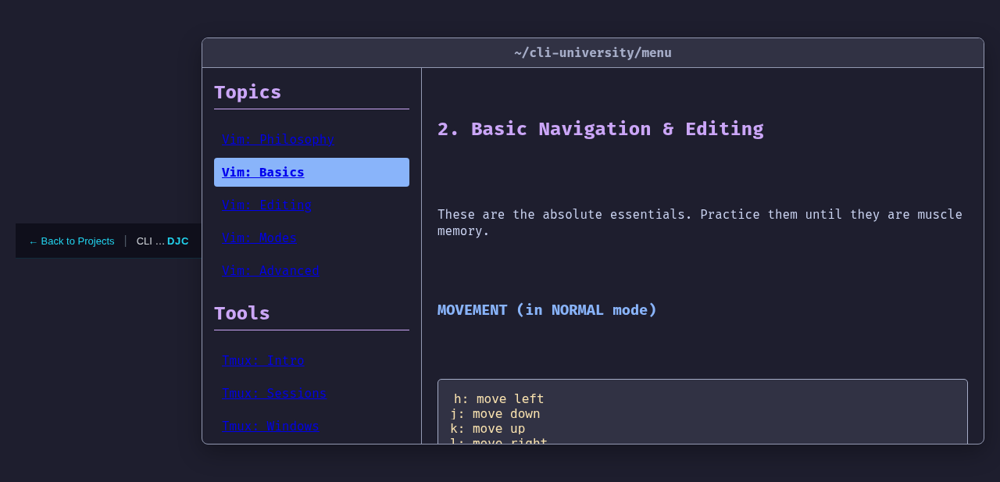 ~/cli-university/menu
Topics
Vim: Philosophy
Vim: Basics
Vim: Editing
Vim: Modes
Vim: Advanced
Tools
Tmux: Intro
Tmux: Sessions
Tmux: Windows
← Back to Projects | CLI ... DJC
2. Basic Navigation & Editing
These are the absolute essentials. Practice them until they are muscle
memory.
MOVEMENT (in NORMAL mode)
h: move left
j: move down
k: move up
l: move right